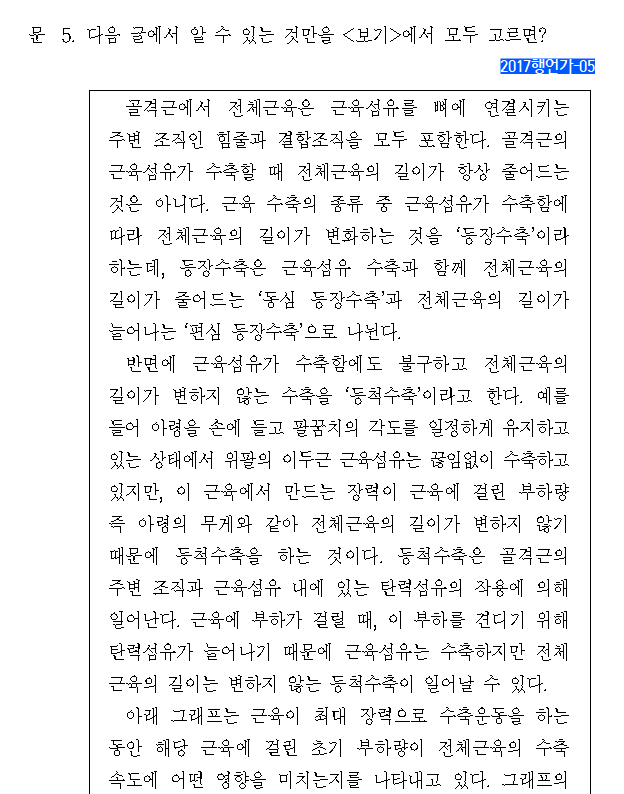 문 5. 다음 글에서 알 수 있는 것만을 <보기>에서 모두 고르면?
2017행언가-05
골격근에서 전체근육은 근육섬유를 뼈에 연결시키는
주변 조직인 힘줄과 결합조직을 모두 포함한다. 골격근의
근육섬유가 수축할 때 전체근육의 길이가 항상 줄어드는
것은 아니다. 근육 수축의 종류 중 근육섬유가 수축함에
따라 전체근육의 길이가 변화하는 것을 ‘등장수축’이라
하는데, 등장수축은 근육섬유 수축과 함께 전체근육의
길이가 줄어드는 ‘동심 등장수축’과 전체근육의 길이가
늘어나는 ‘편심 등장수축’으로 나뉜다.
반면에 근육섬유가 수축함에도 불구하고 전체근육의
길이가 변하지 않는 수축을 ‘등척수축’이라고 한다. 예를
들어 아령을 손에 들고 팔꿈치의 각도를 일정하게 유지하고
있는 상태에서 위팔의 이두근 근육섬유는 끊임없이 수축하고
있지만, 이 근육에서 만드는 장력이 근육에 걸린 부하량
즉 아령의 무게와 같아 전체근육의 길이가 변하지 않기
때문에 등척수축을 하는 것이다. 등척수축은 골격근의
주변 조직과 근육섬유 내에 있는 탄력섬유의 작용에 의해
일어난다. 근육에 부하가 걸릴 때, 이 부하를 견디기 위해
탄력섬유가 늘어나기 때문에 근육섬유는 수축하지만 전체
근육의 길이는 변하지 않는 등척수축이 일어날 수 있다.
아래 그래프는 근육이 최대 장력으로 수축운동을 하는
동안 해당 근육에 걸린 초기 부하량이 전체근육의 수축
속도에 어떤 영향을 미치는지를 나타내고 있다. 그래프의